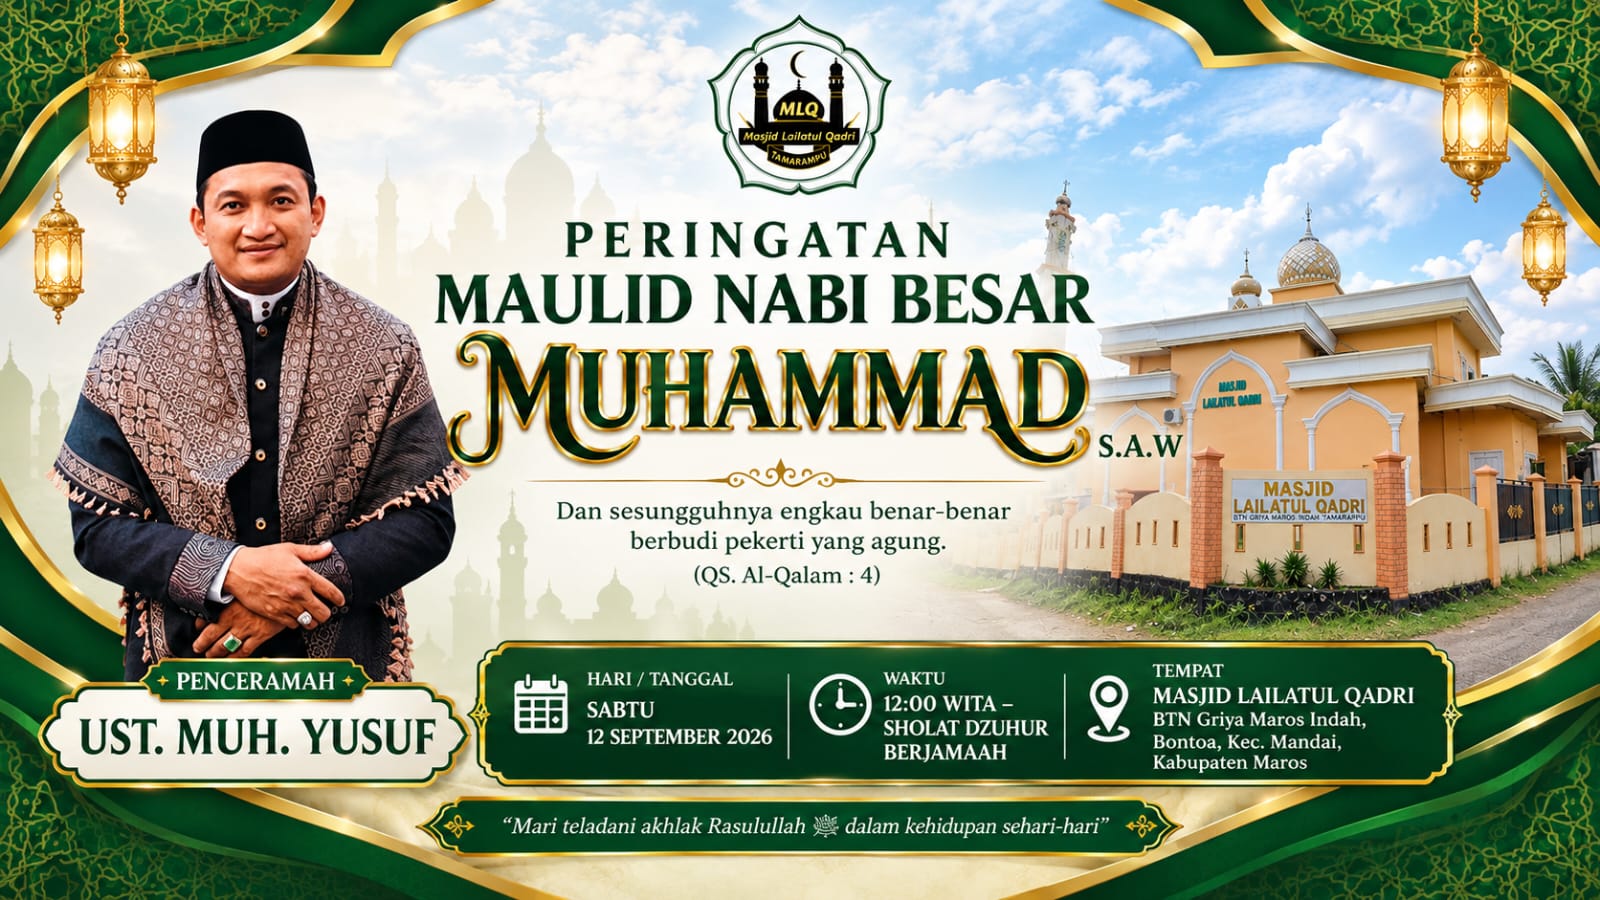 MLQ
Masjid Lailatul Qadri
TAMARAMPU
PERINGATAN
MAULID NABI BESAR
MUHAMMAD
S.A.W
Dan sesungguhnya engkau benar-benar
berbudi pekerti yang agung.
(QS. Al-Qalam : 4)
MASJID
LAILATUL QADRI
MASJID
LAILATUL QADRI
BTN GRIYA MAROS INDAH TAMARAMPU
PENCERAMAH
UST. MUH. YUSUF
HARI / TANGGAL
SABTU
12 SEPTEMBER 2026
WAKTU
12:00 WITA –
SHOLAT DZUHUR
BERJAMAAH
TEMPAT
MASJID LAILATUL QADRI
BTN Griya Maros Indah,
Bontoa, Kec. Mandai,
Kabupaten Maros
“Mari teladani akhlak Rasulullah ﷺ dalam kehidupan sehari-hari”